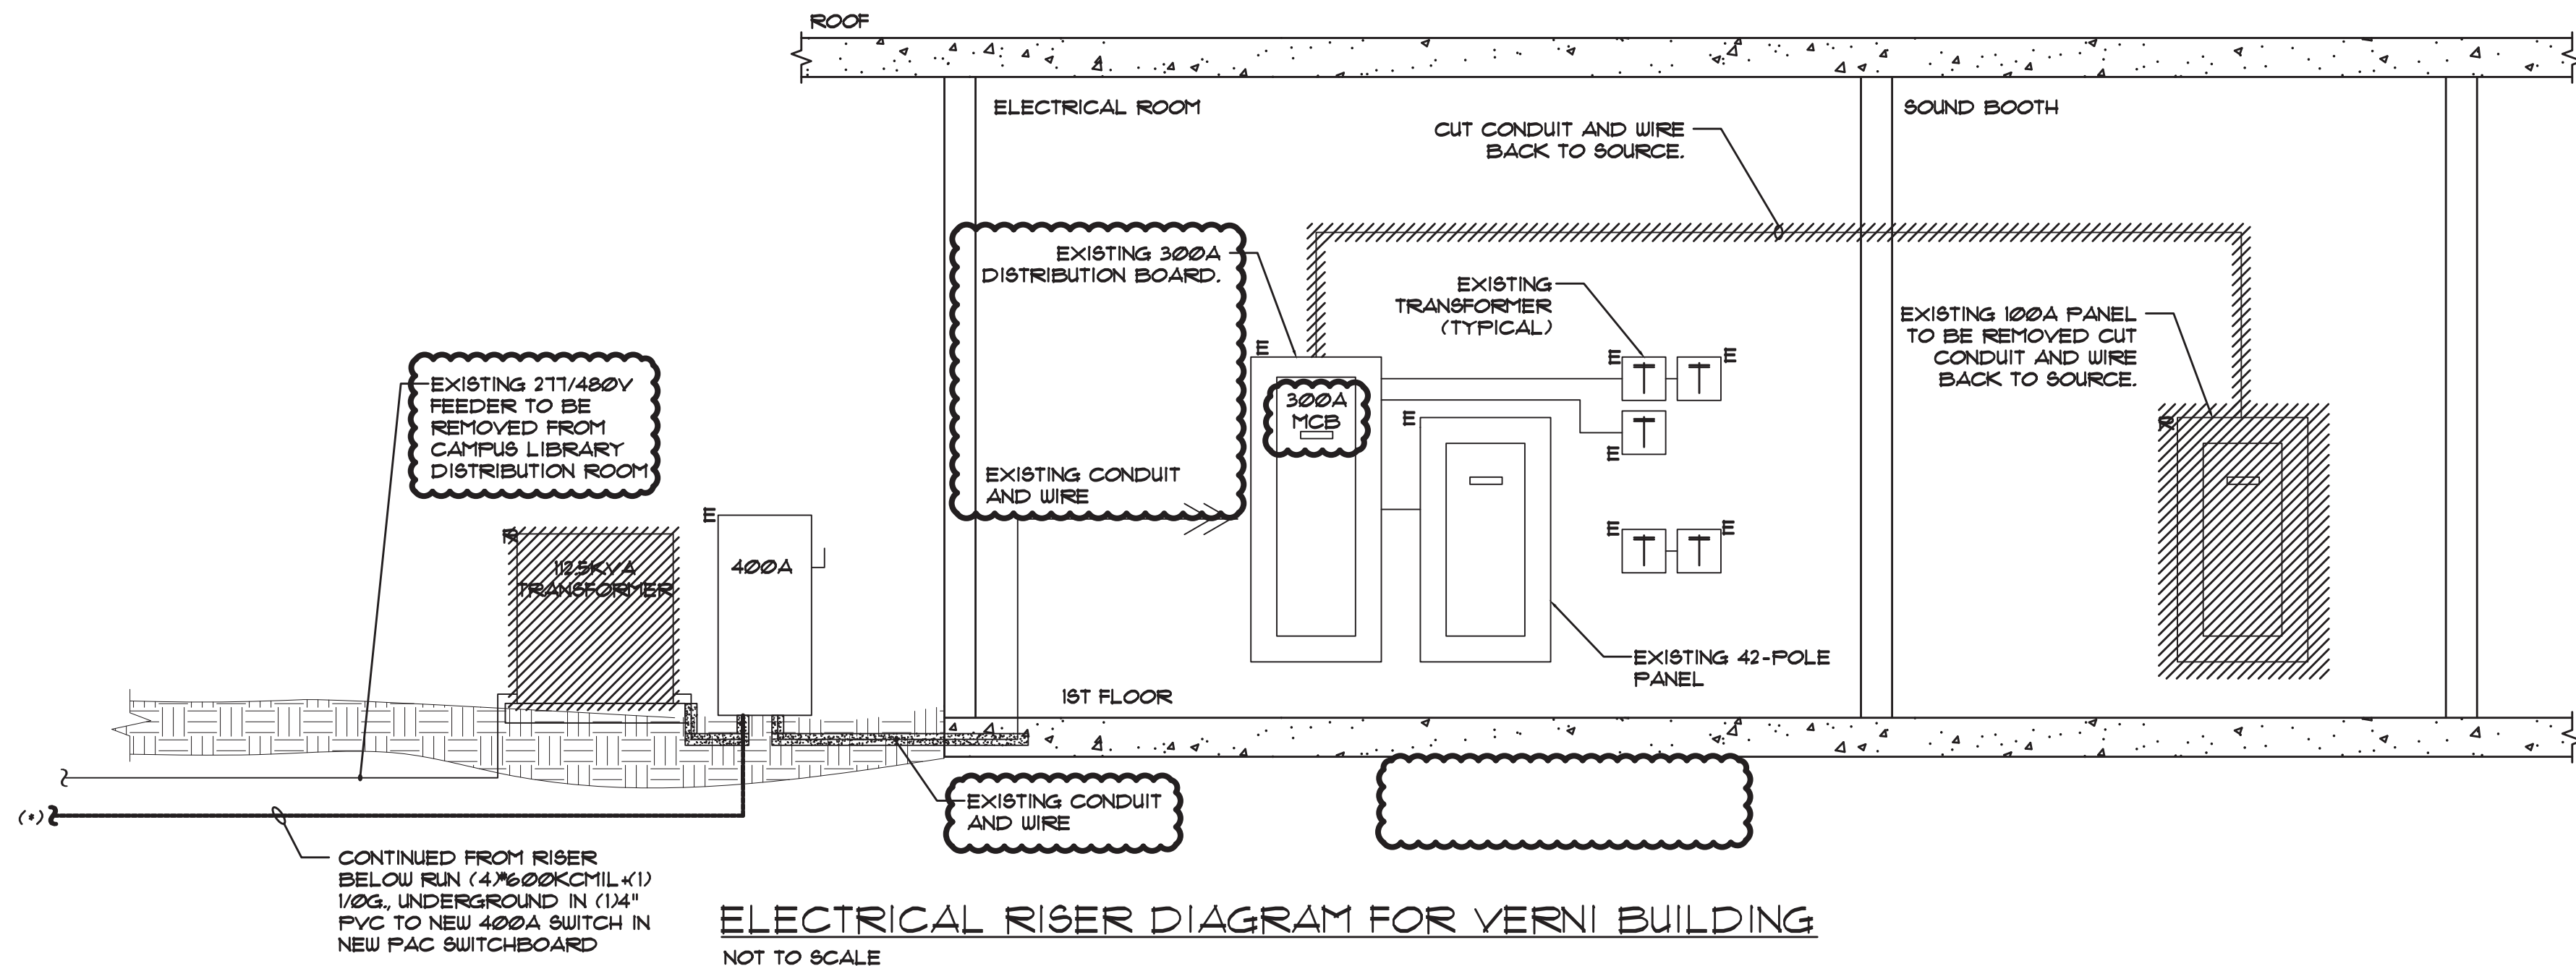 ROOF
ELECTRICAL ROOM
SOUND BOOTH
CUT CONDUIT AND WIRE
BACK TO SOURCE.
EXISTING 300A
DISTRIBUTION BOARD.
EXISTING
TRANSFORMER
(TYPICAL)
EXISTING 100A PANEL
TO BE REMOVED CUT
CONDUIT AND WIRE
BACK TO SOURCE.
E
E
T
T
E
EXISTING 277/480V
FEEDER TO BE
REMOVED FROM
CAMPUS LIBRARY
DISTRIBUTION ROOM
300A
MCB
E
T
E
R
EXISTING CONDUIT
AND WIRE
E
R
E
T
T
E
112.5KVA
TRANSFORMER
400A
EXISTING 42-POLE
PANEL
1ST FLOOR
EXISTING CONDUIT
AND WIRE
(*)
CONTINUED FROM RISER
BELOW RUN (4)#600KCMIL+(1)
1/0G., UNDERGROUND IN (1)4"
PVC TO NEW 400A SWITCH IN
NEW PAC SWITCHBOARD
ELECTRICAL RISER DIAGRAM FOR VERNI BUILDING
NOT TO SCALE